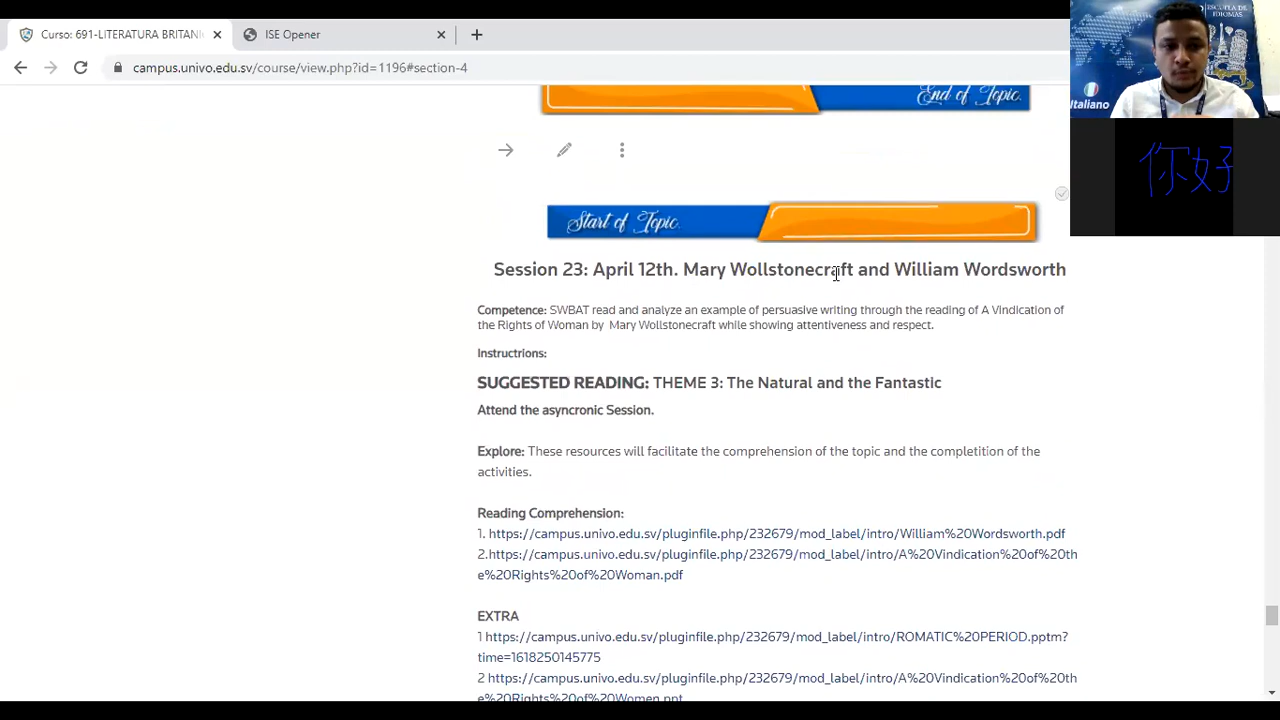 Curso: 691-LITERATURA BRITANI
ISE Opener
campus.univo.edu.sv/course/view.php?id=1196#section-4
ESCUELA DE
IDIOMAS
Italiano
End of Topic.
你好
Start of Topic.
Session 23: April 12th. Mary Wollstonecraft and William Wordsworth
Competence: SWBAT read and analyze an example of persuasive writing through the reading of A Vindication of
the Rights of Woman by Mary Wollstonecraft while showing attentiveness and respect.
Instructrions:
SUGGESTED READING: THEME 3: The Natural and the Fantastic
Attend the asyncronic Session.
Explore: These resources will facilitate the comprehension of the topic and the completition of the
activities.
Reading Comprehension:
1. https://campus.univo.edu.sv/pluginfile.php/232679/mod_label/intro/William%20Wordsworth.pdf
2.https://campus.univo.edu.sv/pluginfile.php/232679/mod_label/intro/A%20Vindication%20of%20th
e%20Rights%20of%20Woman.pdf
EXTRA
1 https://campus.univo.edu.sv/pluginfile.php/232679/mod_label/intro/ROMATIC%20PERIOD.pptm?
time=1618250145775
2 https://campus.univo.edu.sv/pluginfile.php/232679/mod_label/intro/A%20Vindication%20of%20th
e%20Rights%20of%20Women.ppt